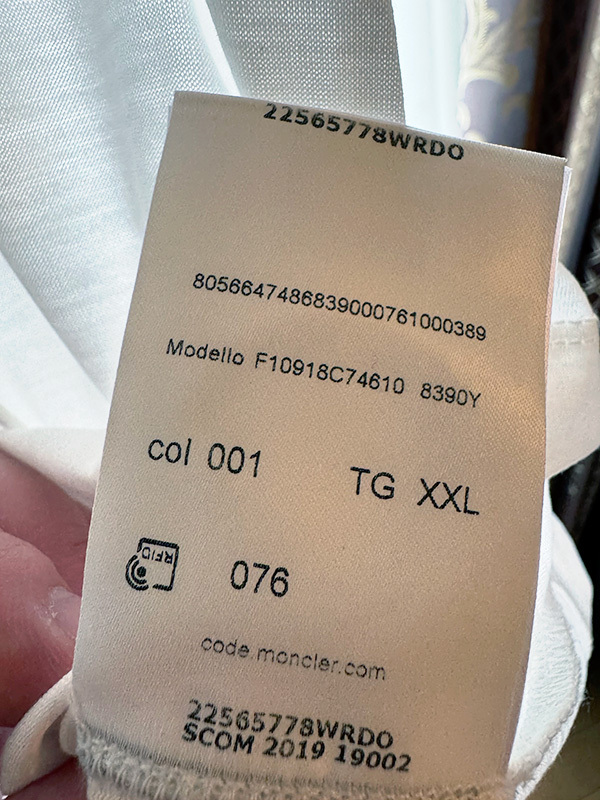 22565778WRDO
8056647486839000761000389
Modello F10918C74610 8390Y
col 001 TG XXL
RFID 076
code.moncler.com
22565778WRDO
SCOM 2019 19002